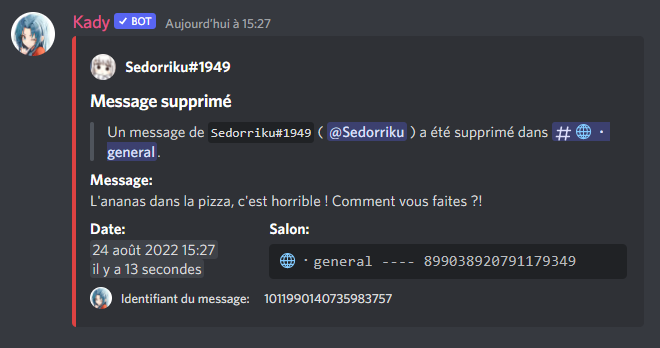 Kady ✓ BOT Aujourd'hui à 15:27
Sedorriku#1949
Message supprimé
Un message de Sedorriku#1949 ( @Sedorriku ) a été supprimé dans # 🌐 ·
general.
Message:
L'ananas dans la pizza, c'est horrible ! Comment vous faites ?!
Date: Salon:
24 août 2022 15:27
il y a 13 secondes
🌐 · general ---- 899038920791179349
Identifiant du message: 1011990140735983757